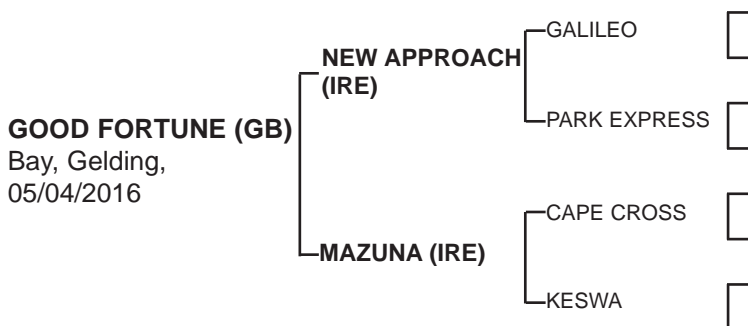 GALILEO
NEW APPROACH
(IRE)
PARK EXPRESS
GOOD FORTUNE (GB)
Bay, Gelding,
05/04/2016
CAPE CROSS
MAZUNA (IRE)
KESWA